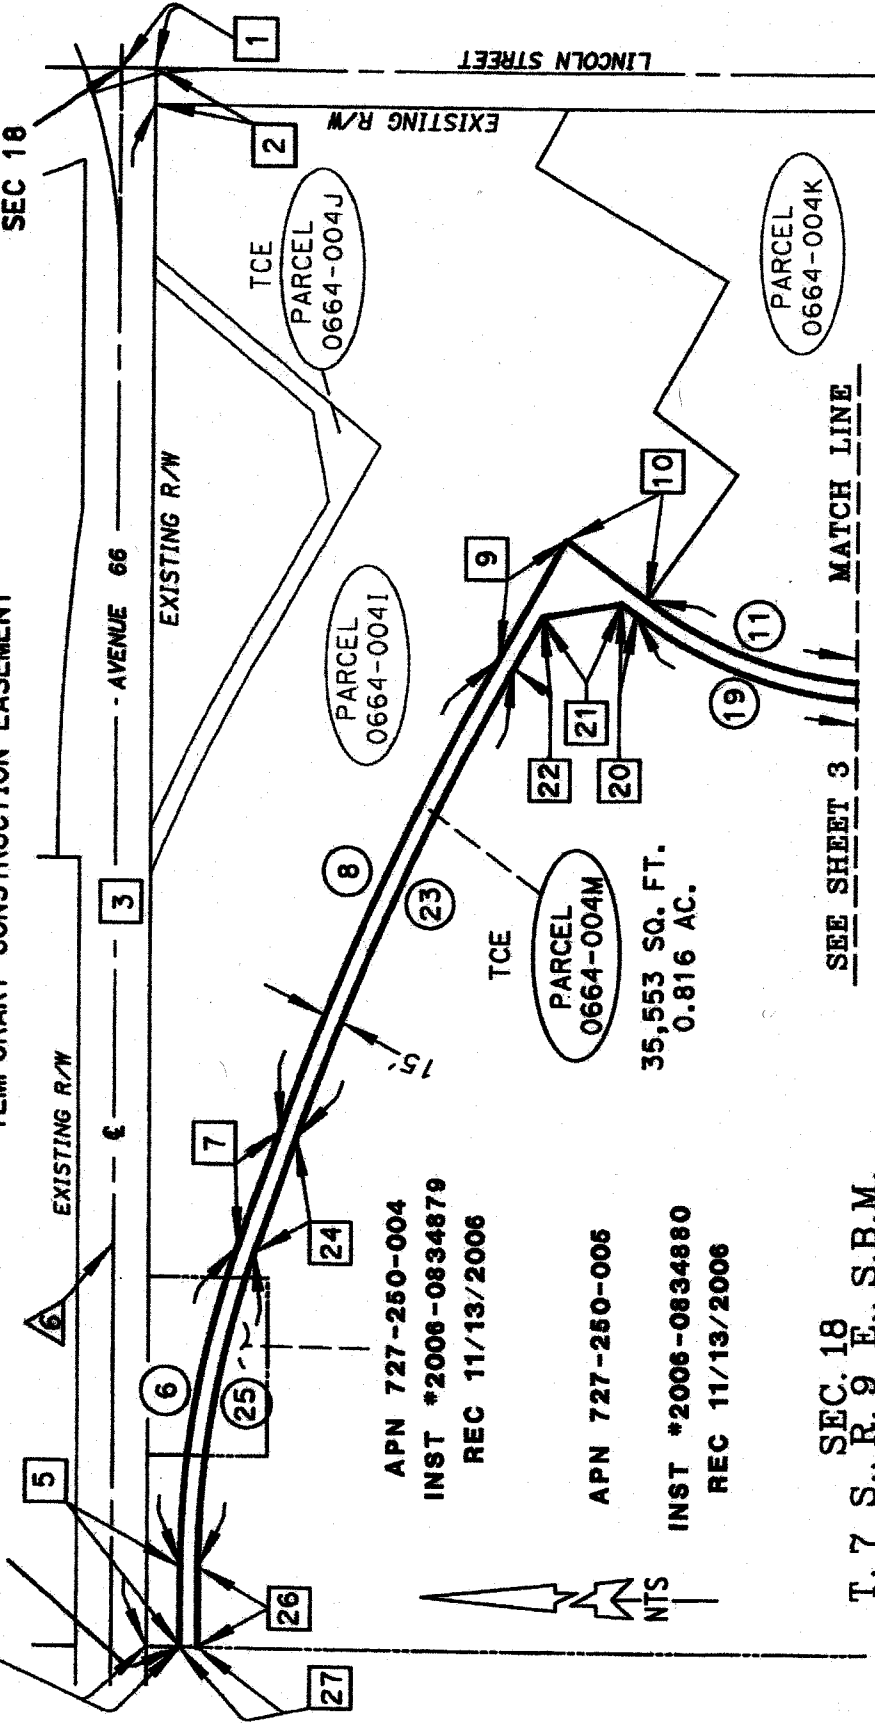 TEMPORARY CONSTRUCTION EASEMENT
SEC 18
1
2
LINCOLN STREET
EXISTING R/W
EXISTING R/W
6
3
AVENUE 66
EXISTING R/W
TCE
PARCEL
0664-004J
PARCEL
0664-004I
PARCEL
0664-004K
5
6
25
7
24
8
23
15'
9
10
22
21
20
11
19
26
27
TCE
PARCEL
0664-004M
35,553 SQ. FT.
0.816 AC.
APN 727-250-004
INST #2006-0834879
REC 11/13/2006
APN 727-250-005
INST #2006-0834880
REC 11/13/2006
NTS
SEE SHEET 3 MATCH LINE
SEC. 18
T. 7 S., R. 9 E., S.B.M.